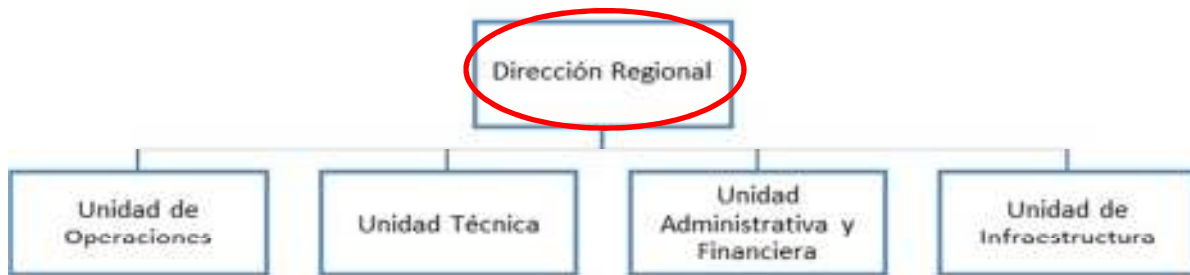 Dirección Regional
Unidad de
Operaciones
Unidad Técnica
Unidad
Administrativa y
Financiera
Unidad de
Infraestructura